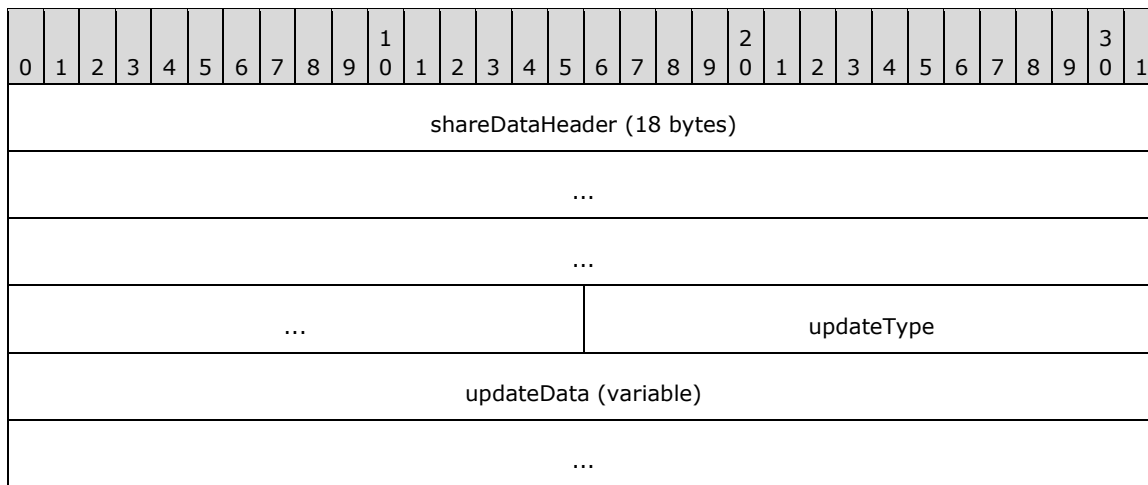 1 2 3
0 1 2 3 4 5 6 7 8 9 0 1 2 3 4 5 6 7 8 9 0 1 2 3 4 5 6 7 8 9 0 1
shareDataHeader (18 bytes)
...
...
... updateType
updateData (variable)
...